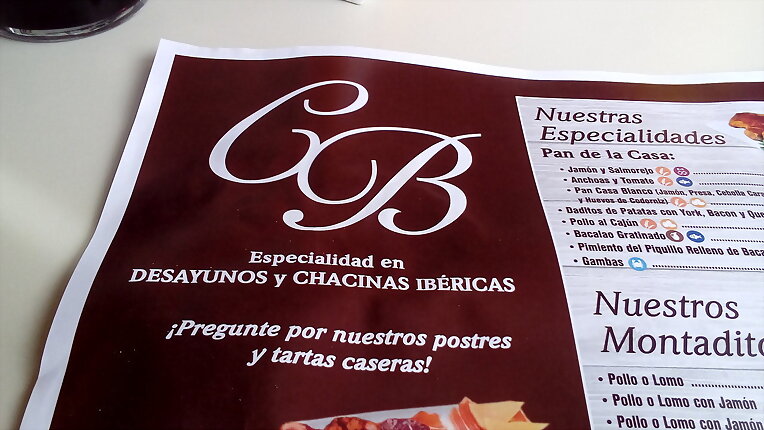 CB
Especialidad en
DESAYUNOS y CHACINAS IBÉRICAS
¡Pregunte por nuestros postres
y tartas caseras!
Nuestras
Especialidades
Pan de la Casa:
• Jamón y Salmorejo
• Anchoas y Tomate
• Pan Casa Blanco (Jamón, Presa, Cebolla Cara
y Huevos de Codorniz)
• Daditos de Patatas con York, Bacon y Que
• Pollo al Cajún
• Bacalao Gratinado
• Pimiento del Piquillo Relleno de Baca
• Gambas
Nuestros
Montadito
• Pollo o Lomo
• Pollo o Lomo con Jamón
• Pollo o Lomo con Jamón